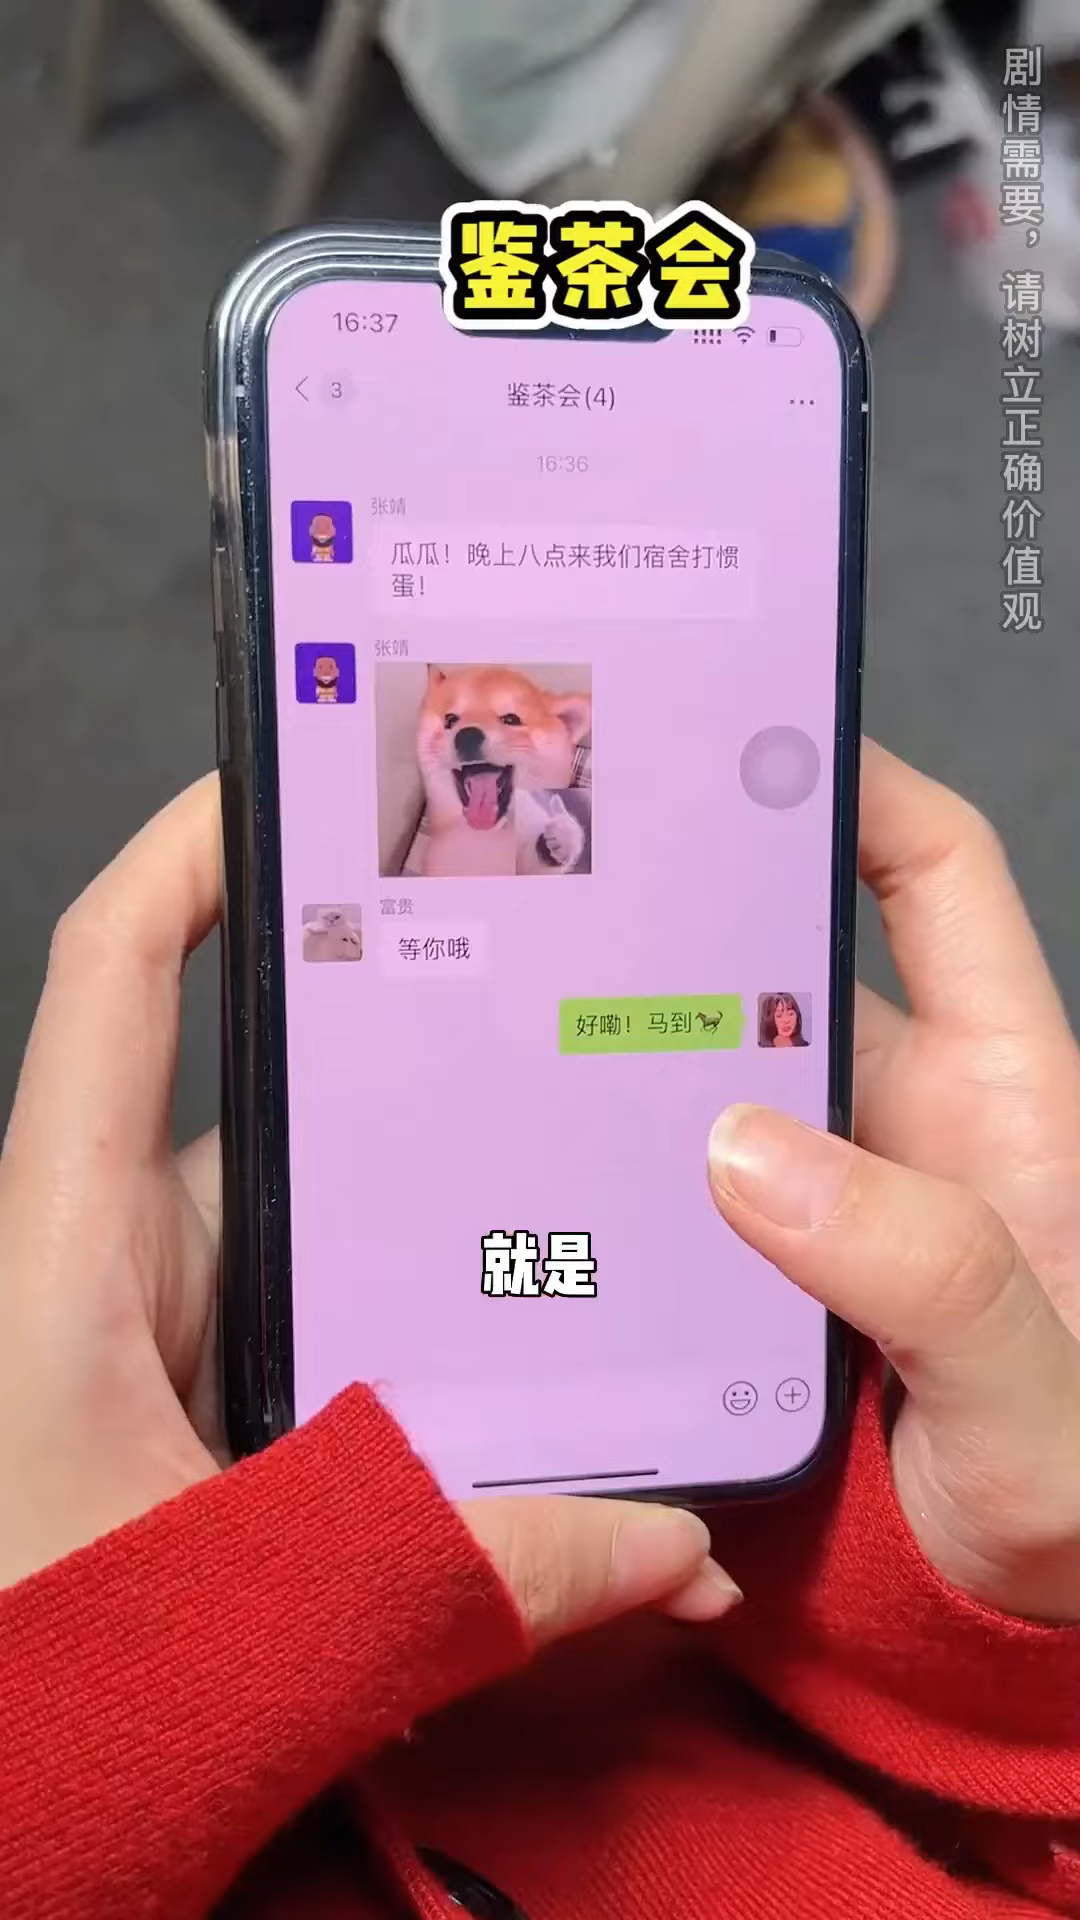 鉴茶会
16:37
3
鉴茶会(4)
16:36
张靖
瓜瓜！晚上八点来我们宿舍打惯
蛋！
张靖
富贵
等你哦
好嘞！马到🐎
就是
剧情需要，请树立正确价值观